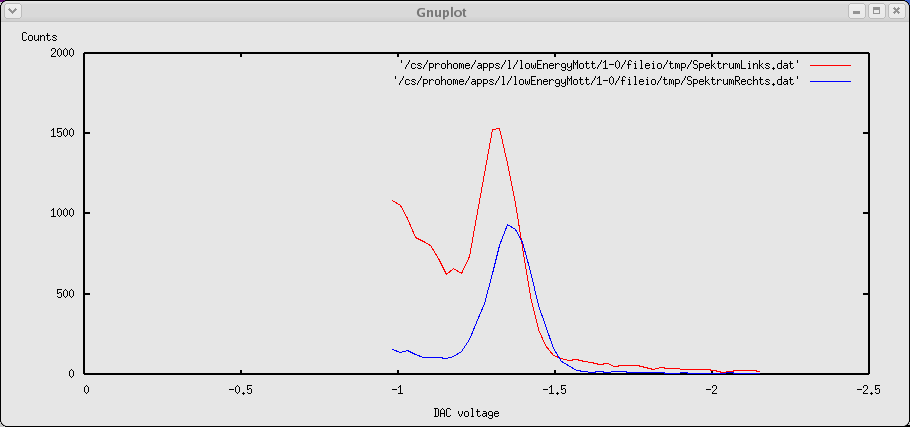 Gnuplot
Counts
2000
'/cs/prohome/apps/l/lowEnergyMott/1-0/fileio/tmp/SpektrumLinks.dat'
'/cs/prohome/apps/l/lowEnergyMott/1-0/fileio/tmp/SpektrumRechts.dat'
1500
1000
500
0
0 -0.5 -1 -1.5 -2 -2.5
DAC voltage